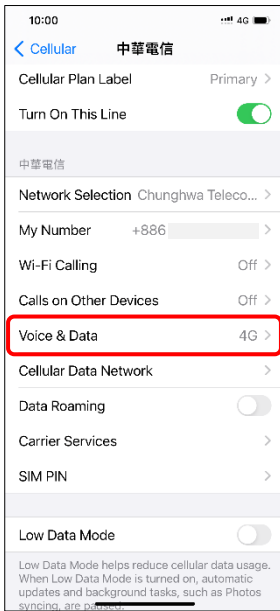 10:00 4G
Cellular 中華電信
Cellular Plan Label Primary
Turn On This Line
中華電信
Network Selection Chunghwa Teleco...
My Number +886
Wi-Fi Calling Off
Calls on Other Devices Off
Voice & Data 4G
Cellular Data Network
Data Roaming
Carrier Services
SIM PIN
Low Data Mode
Low Data Mode helps reduce cellular data usage.
When Low Data Mode is turned on, automatic
updates and background tasks, such as Photos
syncing, are paused.